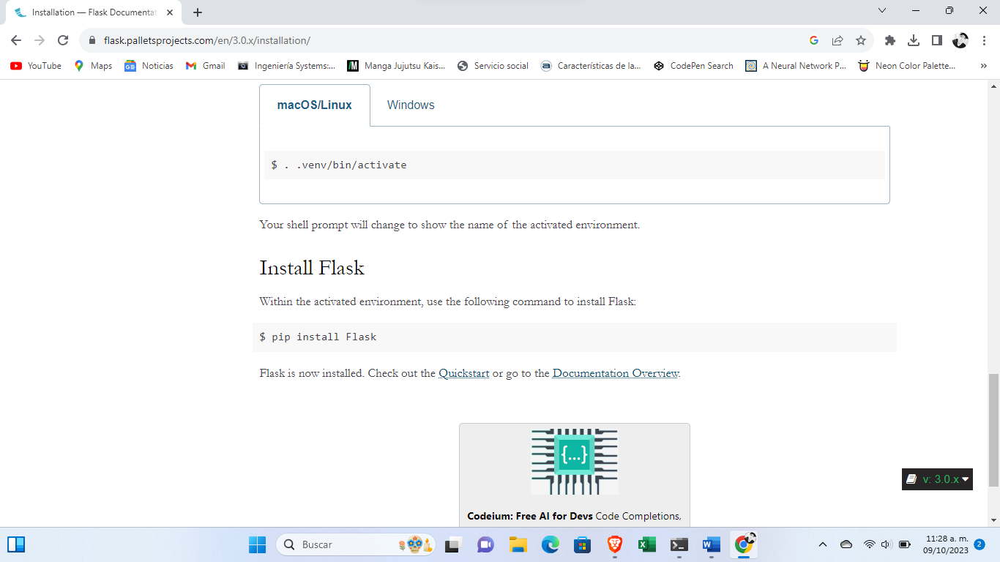 Installation — Flask Documentat
flask.palletsprojects.com/en/3.0.x/installation/
YouTube Maps Noticias Gmail Ingeniería Systems:... Manga Jujutsu Kais... Servicio social Características de la... CodePen Search A Neural Network P... Neon Color Palette... »
macOS/Linux Windows
$ . .venv/bin/activate
Your shell prompt will change to show the name of the activated environment.
Install Flask
Within the activated environment, use the following command to install Flask:
$ pip install Flask
Flask is now installed. Check out the Quickstart or go to the Documentation Overview.
{...}
v: 3.0.x
Codeium: Free AI for Devs Code Completions,
Buscar
11:28 a. m.
09/10/2023
2